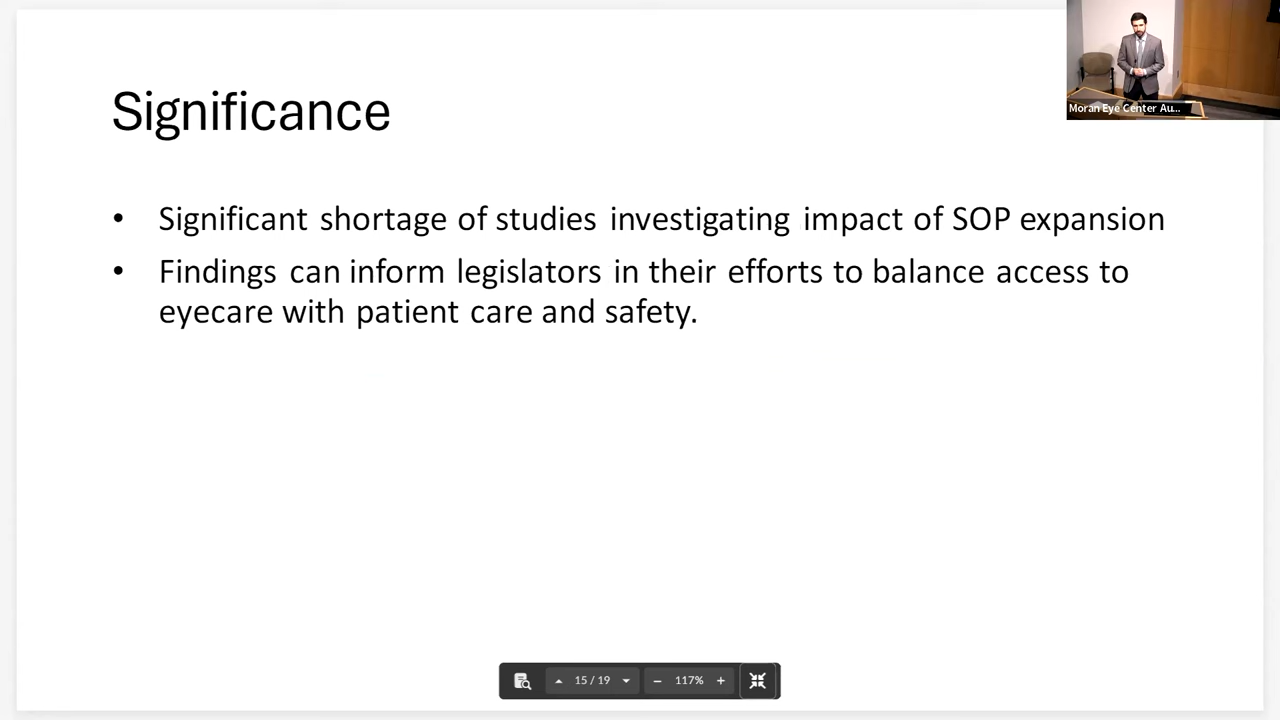 Moran Eye Center Au...
Significance
• Significant shortage of studies investigating impact of SOP expansion
• Findings can inform legislators in their efforts to balance access to
eyecare with patient care and safety.
15 / 19
117%